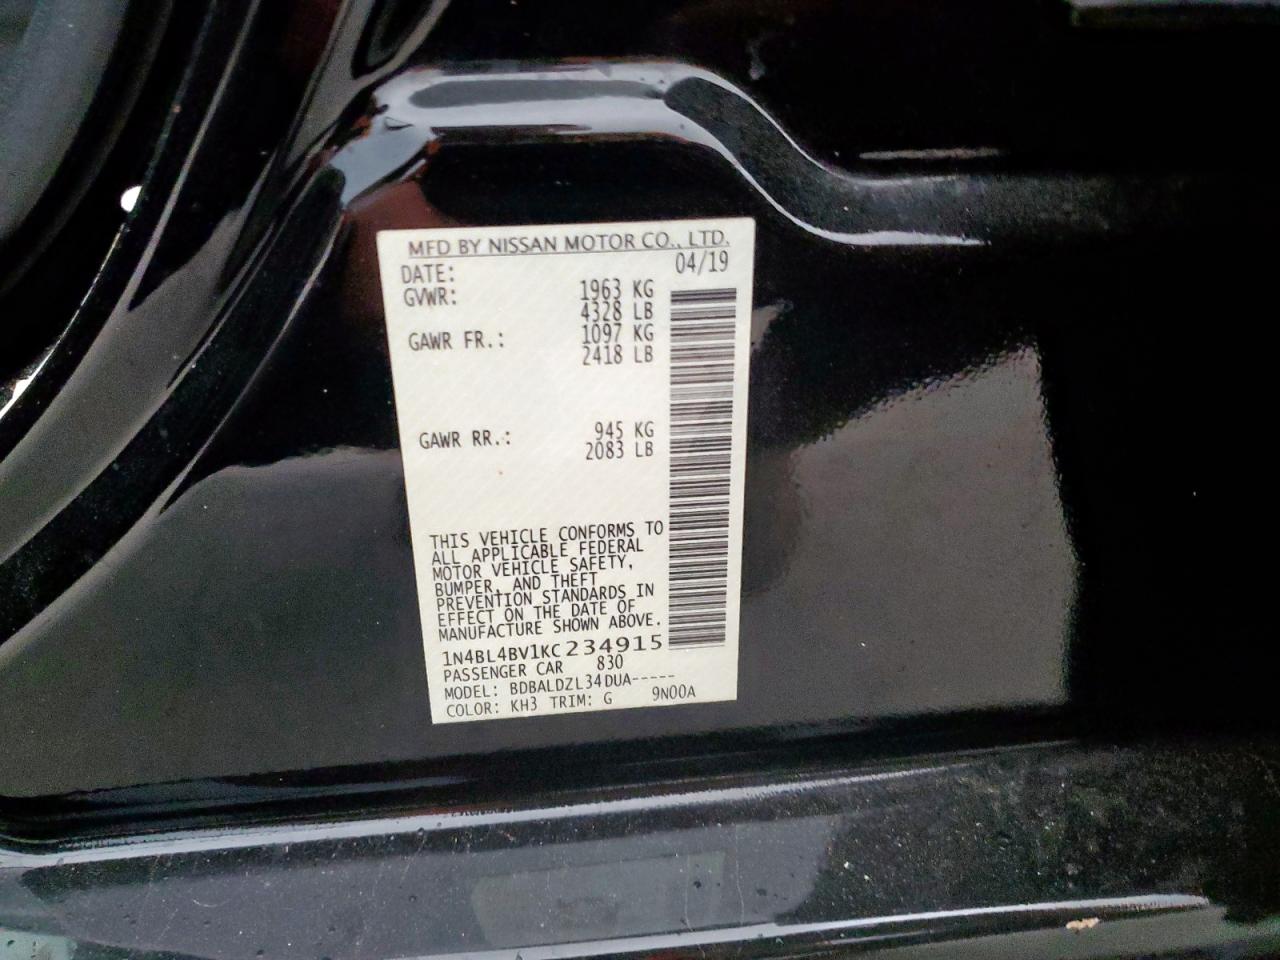 MFD BY NISSAN MOTOR CO., LTD.
DATE: 04/19
GVWR: 1963 KG
4328 LB
GAWR FR.: 1097 KG
2418 LB
GAWR RR.: 945 KG
2083 LB
THIS VEHICLE CONFORMS TO
ALL APPLICABLE FEDERAL
MOTOR VEHICLE SAFETY,
BUMPER, AND THEFT
PREVENTION STANDARDS IN
EFFECT ON THE DATE OF
MANUFACTURE SHOWN ABOVE.
1N4BL4BV1KC234915
PASSENGER CAR 830
MODEL: BDBALDZL34DUA-----
COLOR: KH3 TRIM: G 9N00A